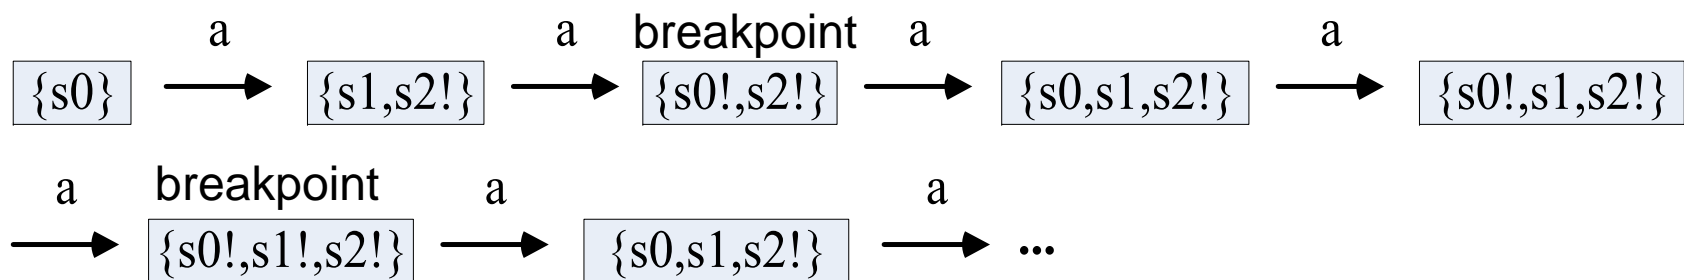 a a breakpoint a a
{s0} {s1,s2!} {s0!,s2!} {s0,s1,s2!} {s0!,s1,s2!}
a breakpoint a a
{s0!,s1!,s2!} {s0,s1,s2!} ...